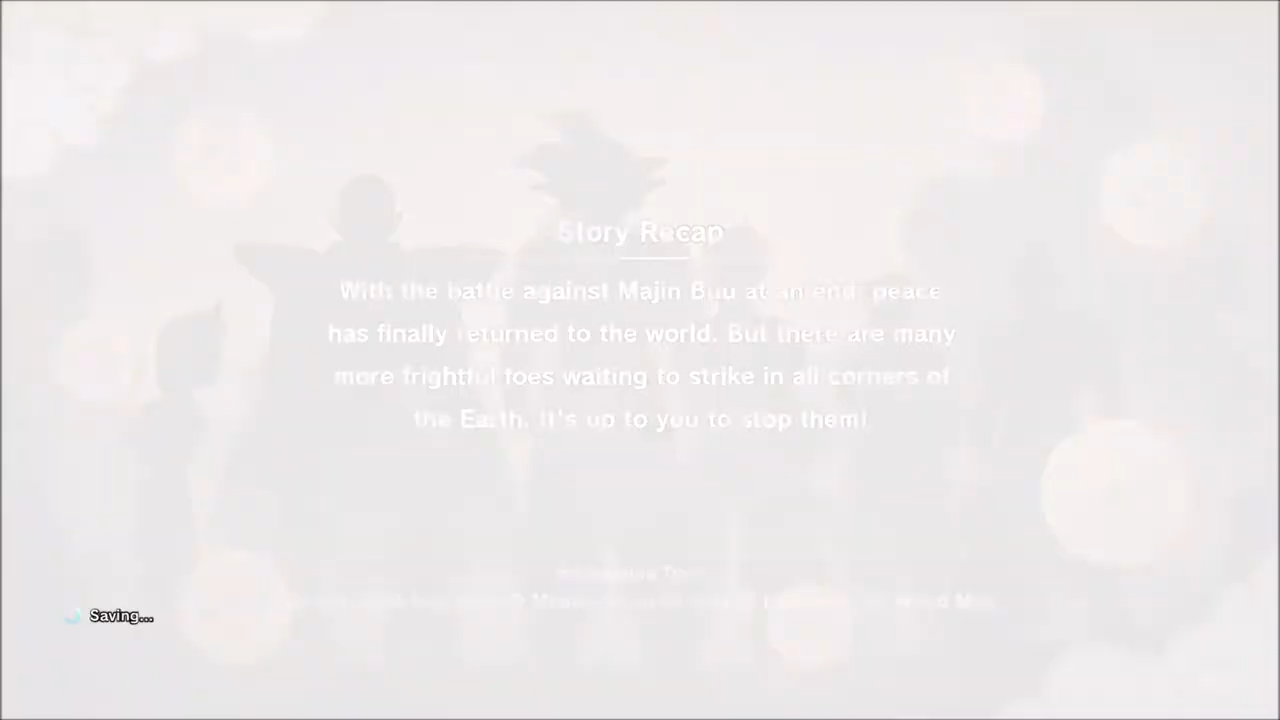 Story Recap
With the battle against Majin Buu at an end, peace
has finally returned to the world. But there are many
more frightful foes waiting to strike in all corners of
the Earth. It's up to you to stop them!
Saving...